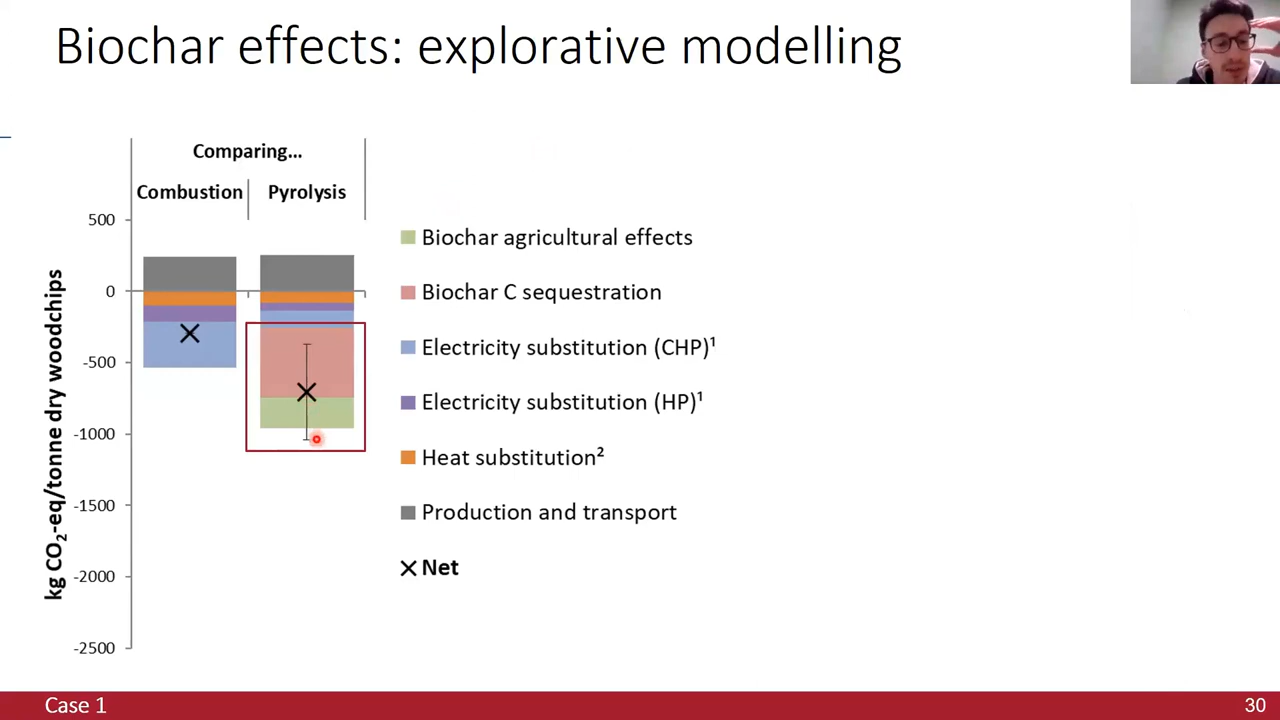 Biochar effects: explorative modelling
Comparing...
Combustion
Pyrolysis
500
0
-500
-1000
-1500
-2000
-2500
kg CO₂-eq/tonne dry woodchips
Biochar agricultural effects
Biochar C sequestration
Electricity substitution (CHP)¹
Electricity substitution (HP)¹
Heat substitution²
Production and transport
Net
Case 1
30